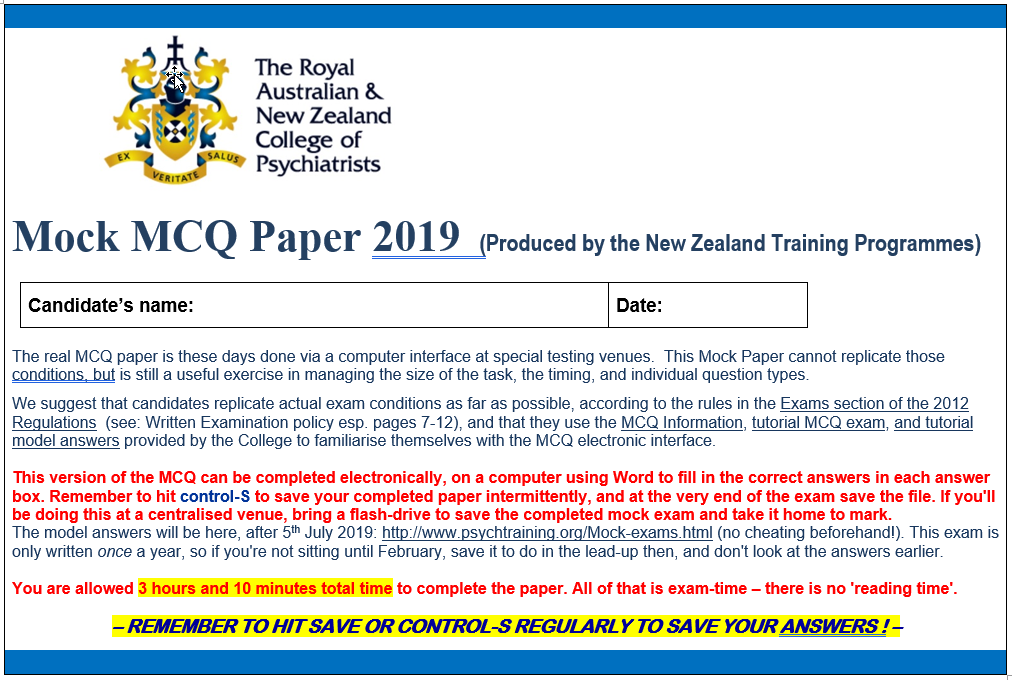 The Royal
Australian &
New Zealand
College of
Psychiatrists
EX VERITATE SALUS
Mock MCQ Paper 2019 (Produced by the New Zealand Training Programmes)
Candidate’s name: Date:
The real MCQ paper is these days done via a computer interface at special testing venues.  This Mock Paper cannot replicate those
conditions, but is still a useful exercise in managing the size of the task, the timing, and individual question types.
We suggest that candidates replicate actual exam conditions as far as possible, according to the rules in the Exams section of the 2012
Regulations  (see: Written Examination policy esp. pages 7-12), and that they use the MCQ Information, tutorial MCQ exam, and tutorial
model answers provided by the College to familiarise themselves with the MCQ electronic interface.
This version of the MCQ can be completed electronically, on a computer using Word to fill in the correct answers in each answer
box. Remember to hit control-S to save your completed paper intermittently, and at the very end of the exam save the file. If you'll
be doing this at a centralised venue, bring a flash-drive to save the completed mock exam and take it home to mark.
The model answers will be here, after 5th July 2019: http://www.psychtraining.org/Mock-exams.html (no cheating beforehand!). This exam is
only written once a year, so if you're not sitting until February, save it to do in the lead-up then, and don't look at the answers earlier.
You are allowed 3 hours and 10 minutes total time to complete the paper. All of that is exam-time – there is no 'reading time'.
– REMEMBER TO HIT SAVE OR CONTROL-S REGULARLY TO SAVE YOUR ANSWERS ! –